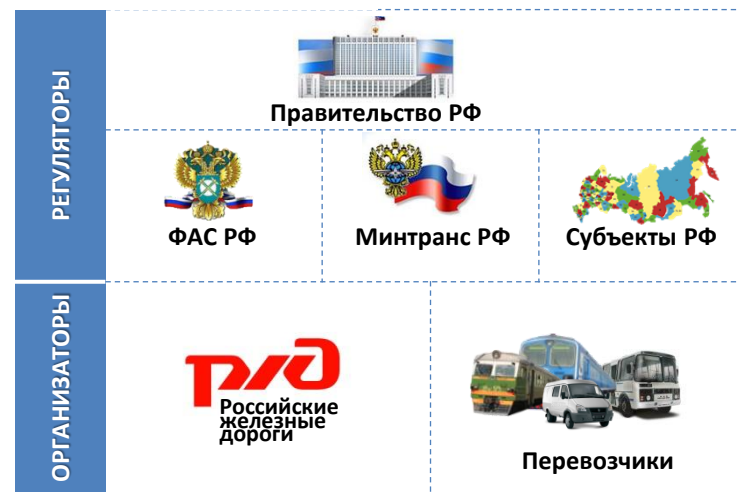 РЕГУЛЯТОРЫ
Правительство РФ
ФАС РФ
Минтранс РФ
Субъекты РФ
ОРГАНИЗАТОРЫ
ржд
Российские
железные
дороги
Перевозчики